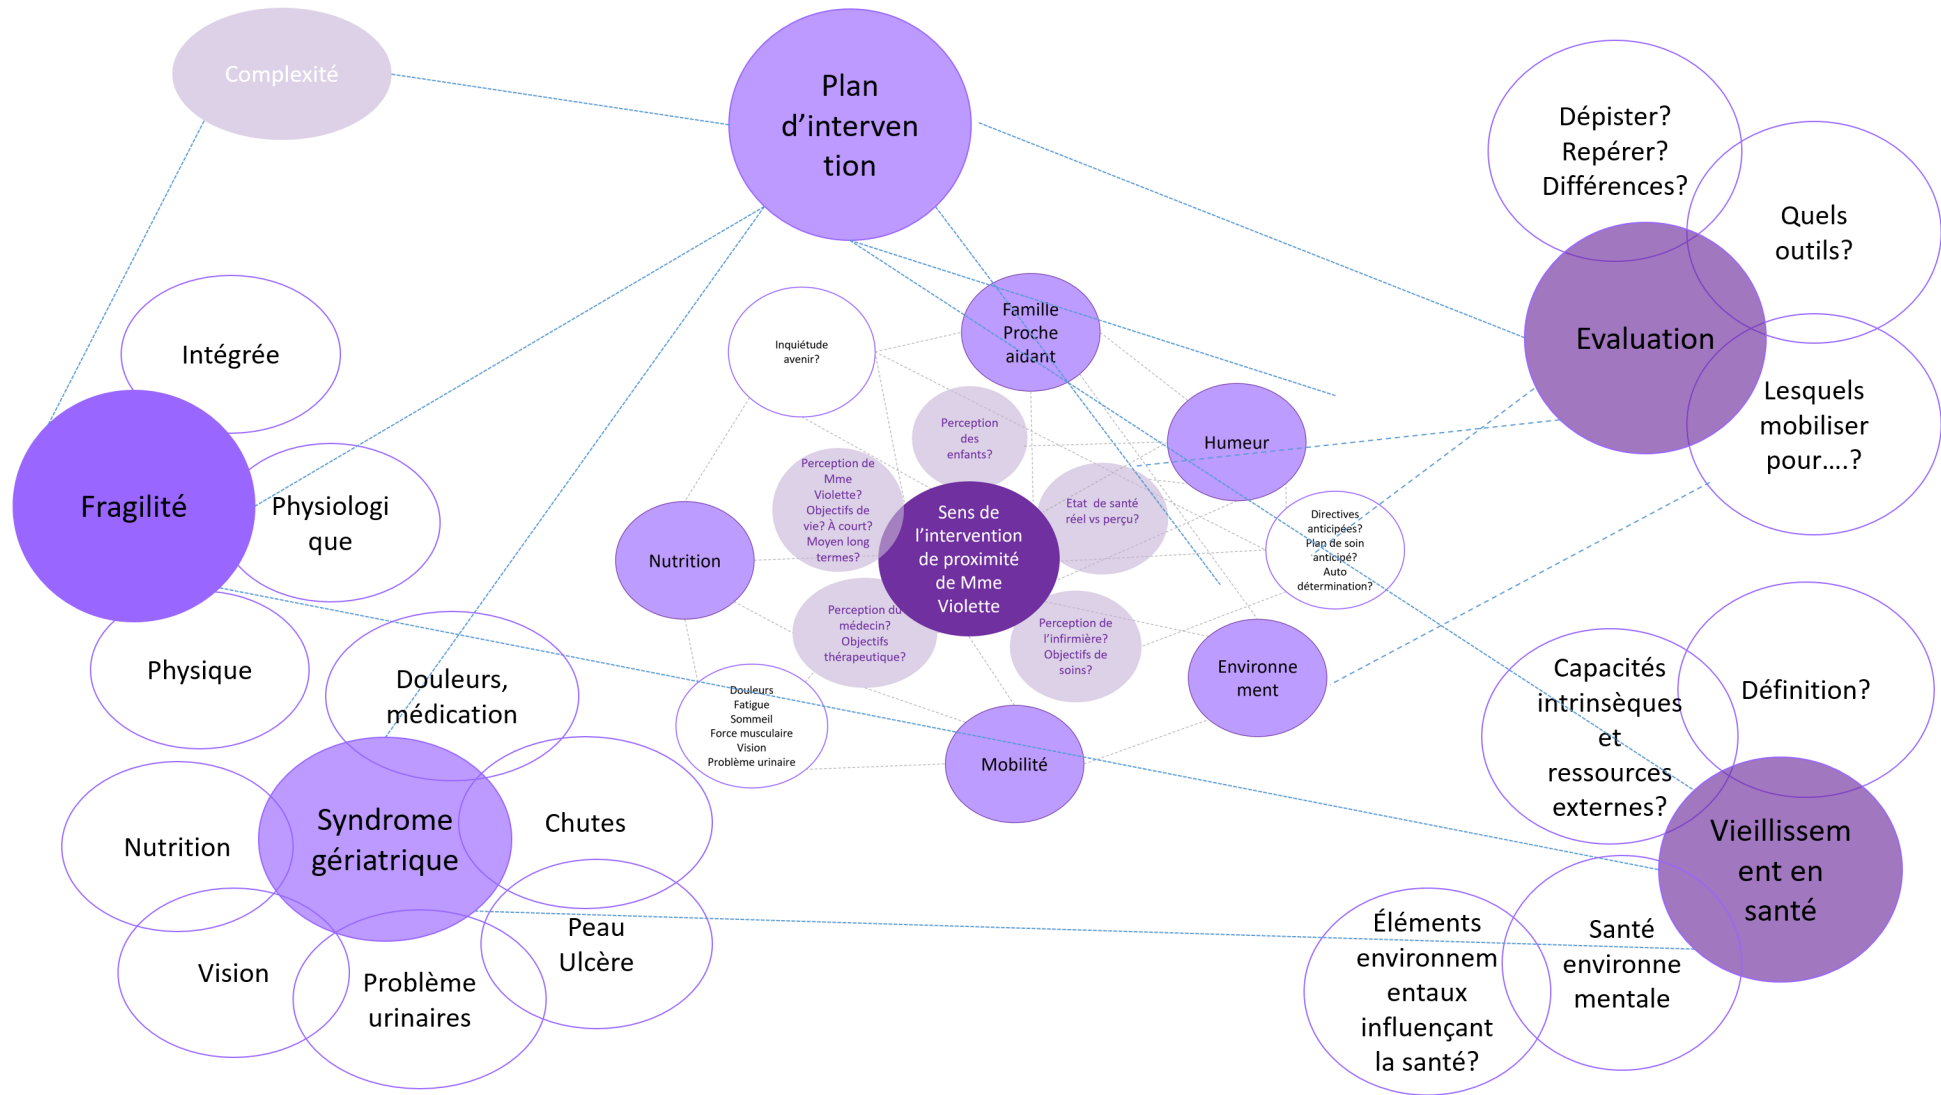 Complexité
Plan
d’interven
tion
Dépister?
Repérer?
Différences?
Quels
outils?
Evaluation
Lesquels
mobiliser
pour….?
Intégrée
Fragilité
Physiologi
que
Physique
Inquiétude
avenir?
Famille
Proche
aidant
Humeur
Perception
des
enfants?
Perception de
Mme
Violette?
Objectifs de
vie? À court?
Moyen long
termes?
Etat  de santé
réel vs perçu?
Sens de
l’intervention
de proximité
de Mme
Violette
Directives
anticipées?
Plan de soin
anticipé?
Auto
détermination?
Nutrition
Perception du
médecin?
Objectifs
thérapeutique?
Perception de
l’infirmière?
Objectifs de
soins?
Environne
ment
Douleurs
Fatigue
Sommeil
Force musculaire
Vision
Problème urinaire
Mobilité
Douleurs,
médication
Syndrome
gériatrique
Chutes
Nutrition
Vision
Problème
urinaires
Peau
Ulcère
Capacités
intrinsèques
et
ressources
externes?
Définition?
Vieillissem
ent en
santé
Éléments
environnem
entaux
influençant
la santé?
Santé
environne
mentale